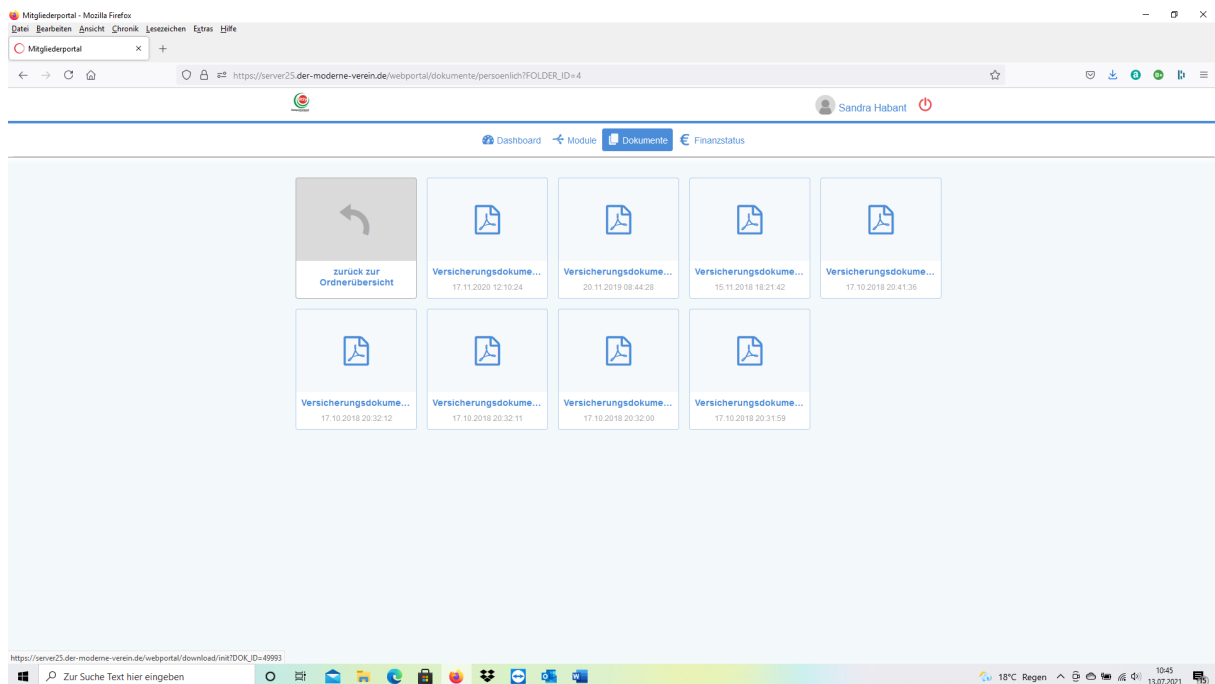 Mitgliederportal - Mozilla Firefox
Datei Bearbeiten Ansicht Chronik Lesezeichen Extras Hilfe
Mitgliederportal
https://server25.der-moderne-verein.de/webportal/dokumente/persoenlich?FOLDER_ID=4
Sandra Habant
Dashboard Module Dokumente Finanzstatus
zurück zur
Ordnerübersicht
Versicherungsdokume...
17.11.2020 12:10:24
Versicherungsdokume...
20.11.2019 08:44:28
Versicherungsdokume...
15.11.2018 18:21:42
Versicherungsdokume...
17.10.2018 20:41:36
Versicherungsdokume...
17.10.2018 20:32:12
Versicherungsdokume...
17.10.2018 20:32:11
Versicherungsdokume...
17.10.2018 20:32:00
Versicherungsdokume...
17.10.2018 20:31:59
https://server25.der-moderne-verein.de/webportal/download/init?DOK_ID=49993
Zur Suche Text hier eingeben
18°C Regen
10:45
13.07.2021